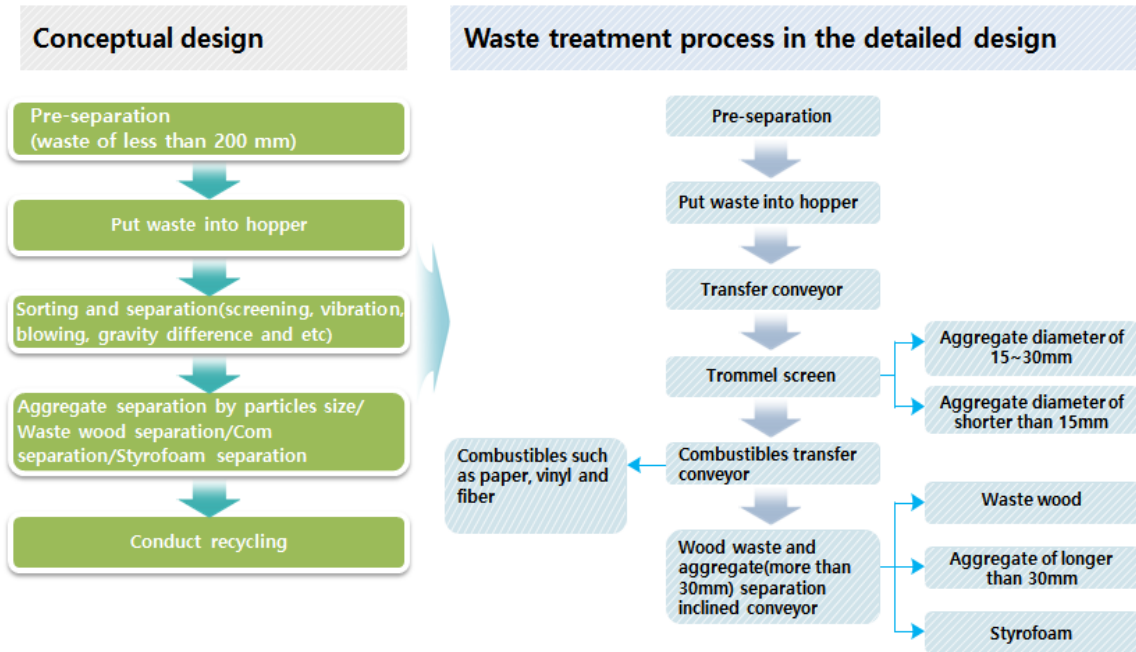 Conceptual design
Pre-separation
(waste of less than 200 mm)
Put waste into hopper
Sorting and separation(screening, vibration,
blowing, gravity difference and etc)
Aggregate separation by particles size/
Waste wood separation/Com
separation/Styrofoam separation
Conduct recycling
Waste treatment process in the detailed design
Pre-separation
Put waste into hopper
Transfer conveyor
Trommel screen
Aggregate diameter of
15~30mm
Aggregate diameter of
shorter than 15mm
Combustibles transfer
conveyor
Combustibles such
as paper, vinyl and
fiber
Wood waste and
aggregate(more than
30mm) separation
inclined conveyor
Waste wood
Aggregate of longer
than 30mm
Styrofoam